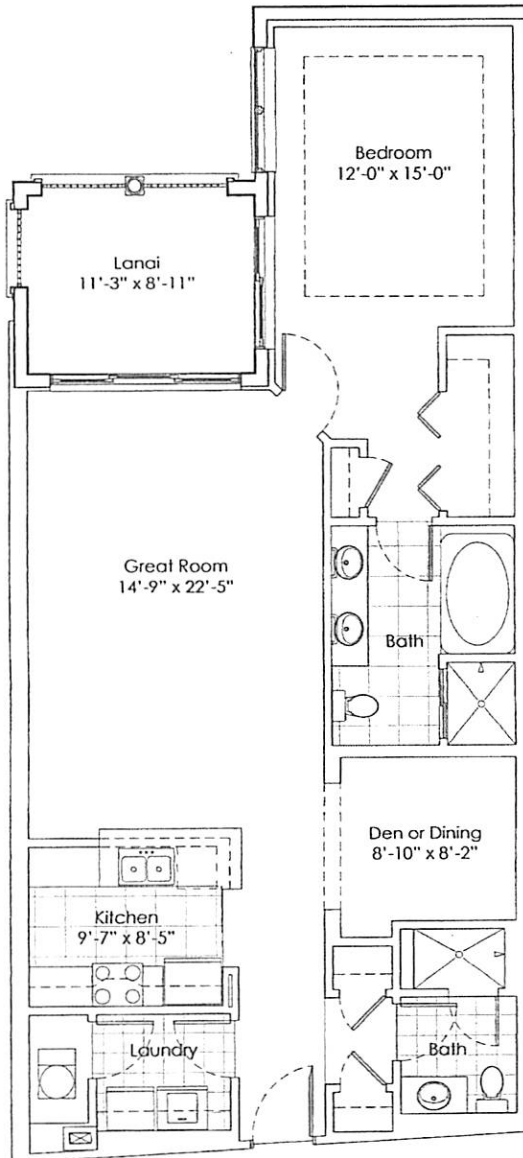 Bedroom
12'-0" x 15'-0"
Lanai
11'-3" x 8'-11"
Great Room
14'-9" x 22'-5"
Bath
Den or Dining
8'-10" x 8'-2"
Kitchen
9'-7" x 8'-5"
Laundry
Bath